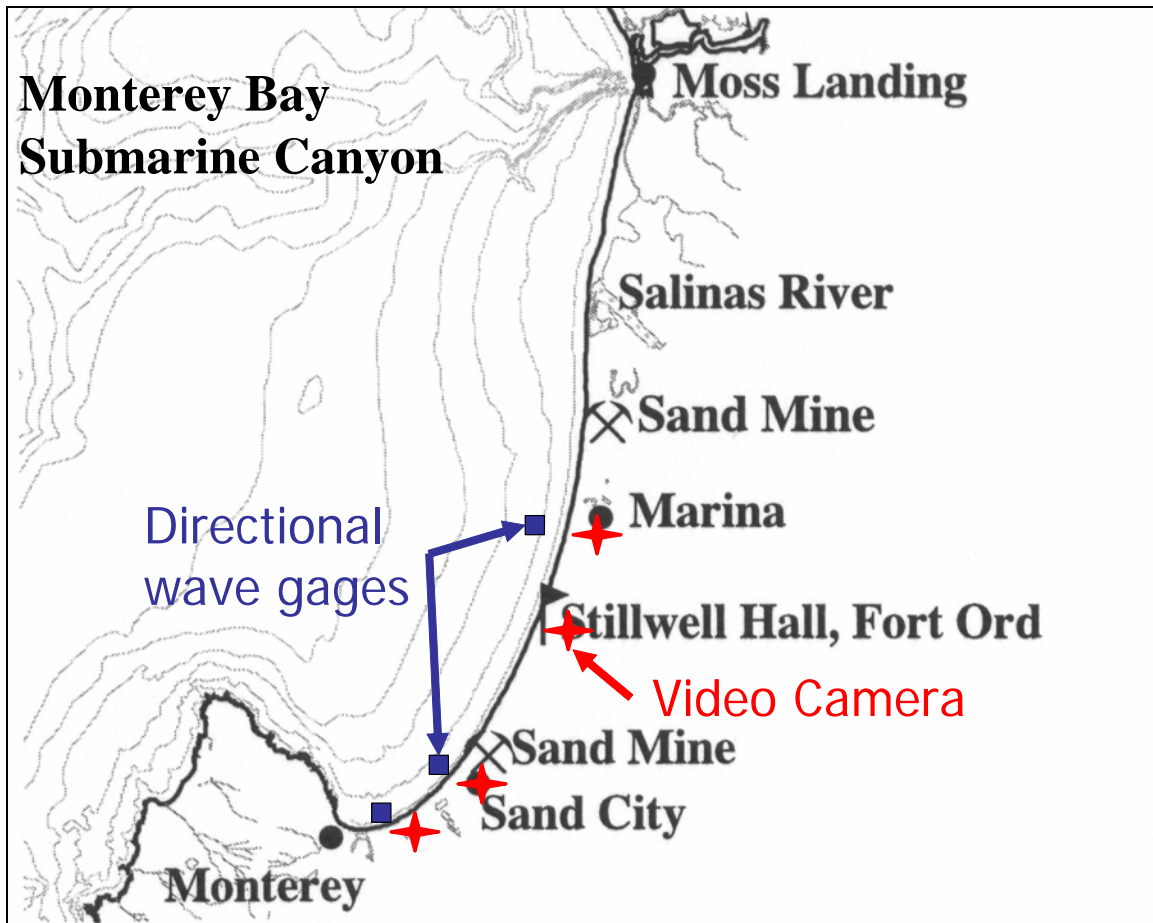 Monterey Bay
Submarine Canyon
Moss Landing
Salinas River
Sand Mine
Marina
Directional
wave gages
Stillwell Hall, Fort Ord
Video Camera
Sand Mine
Sand City
Monterey